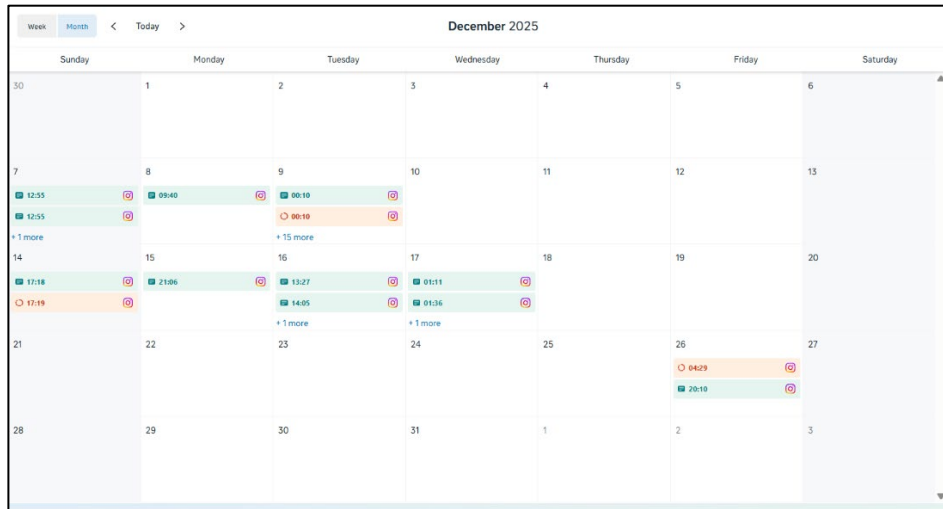 Week Month Today December 2025
Sunday Monday Tuesday Wednesday Thursday Friday Saturday
30 1 2 3 4 5 6
7 8 9 10 11 12 13
12:55 09:40 00:10
12:55 00:10
+ 1 more + 15 more
14 15 16 17 18 19 20
17:18 21:06 13:27 01:11
17:19 14:05 01:36
+ 1 more + 1 more
21 22 23 24 25 26 27
04:29
20:10
28 29 30 31 1 2 3